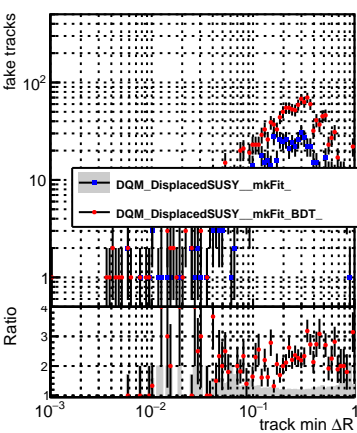 fake tracks
10²
DQM_DisplacedSUSY__mkFit_
10
DQM_DisplacedSUSY__mkFit_BDT_
1
Ratio
4
3
2
1
10⁻³ 10⁻² 10⁻¹ 1
track min ΔR